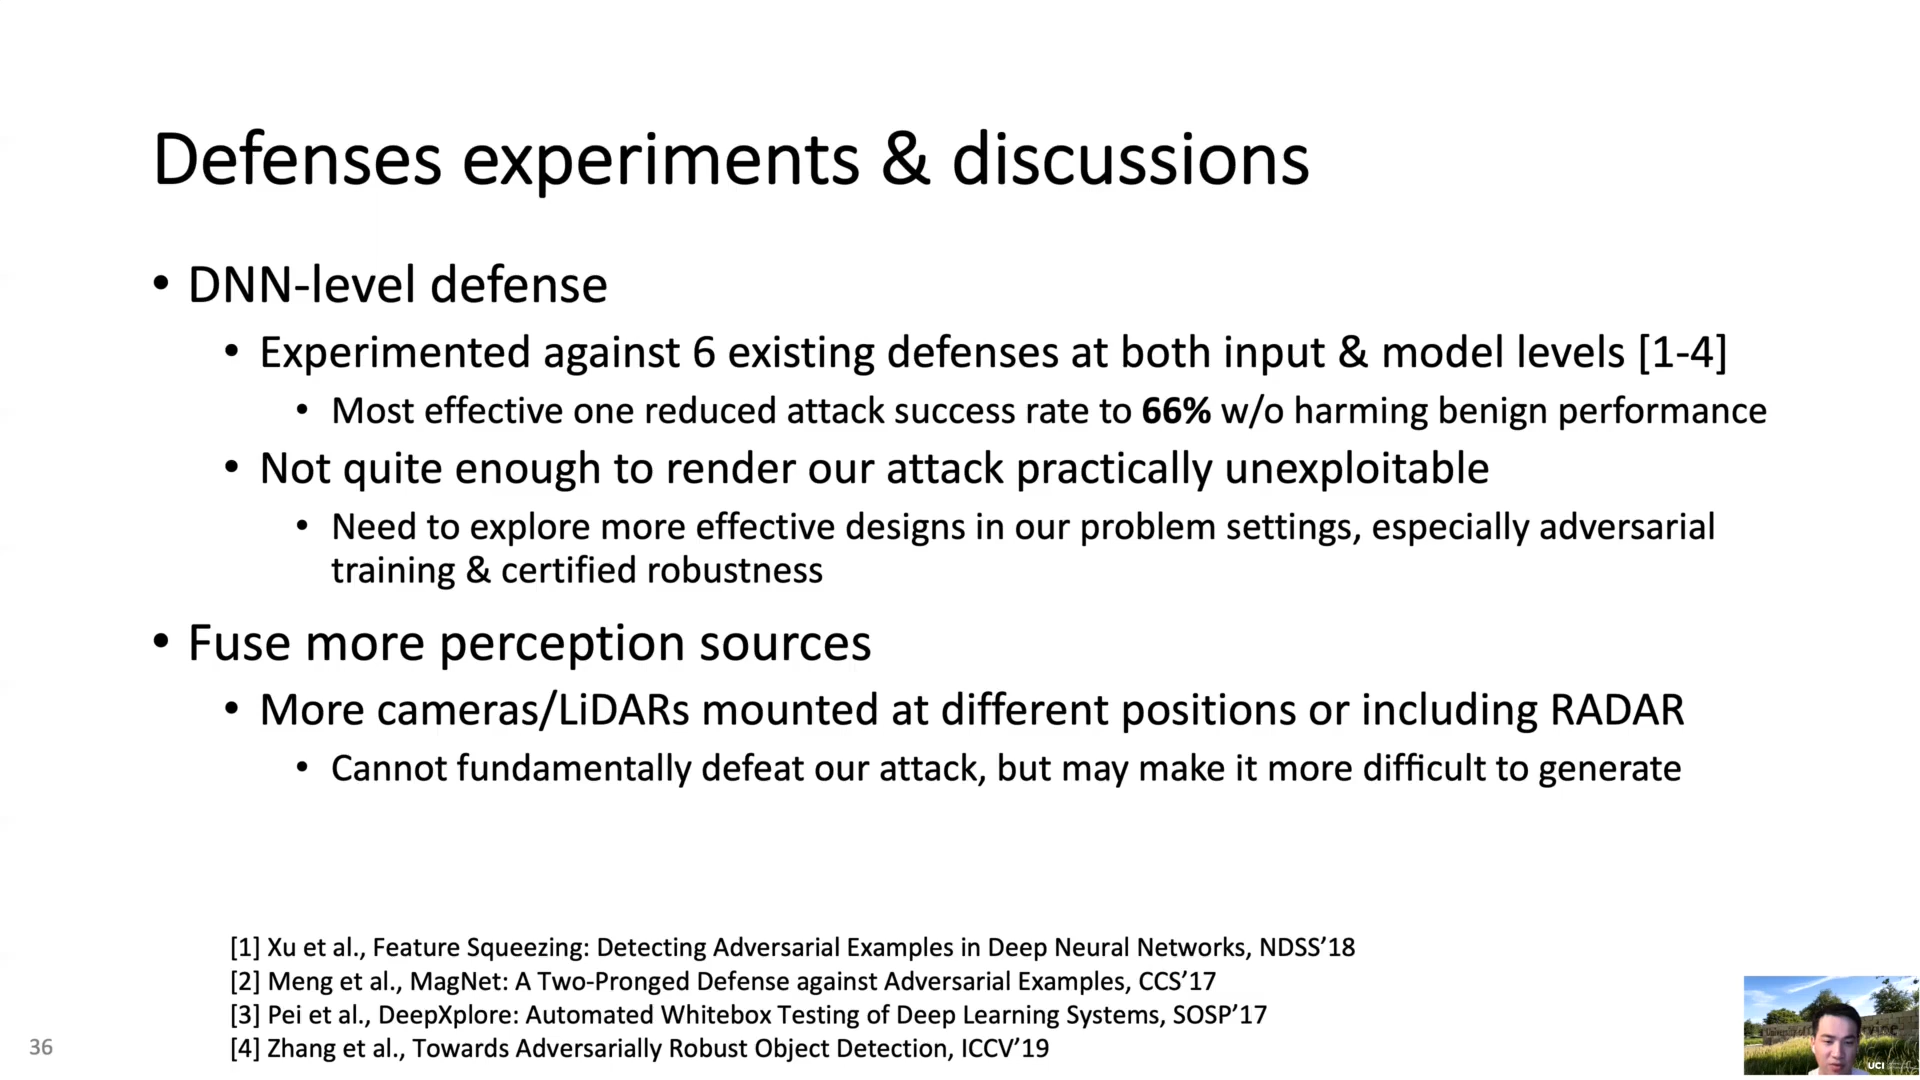 Defenses experiments & discussions
• DNN-level defense
• Experimented against 6 existing defenses at both input & model levels [1-4]
• Most effective one reduced attack success rate to 66% w/o harming benign performance
• Not quite enough to render our attack practically unexploitable
• Need to explore more effective designs in our problem settings, especially adversarial
training & certified robustness
• Fuse more perception sources
• More cameras/LiDARs mounted at different positions or including RADAR
• Cannot fundamentally defeat our attack, but may make it more difficult to generate
[1] Xu et al., Feature Squeezing: Detecting Adversarial Examples in Deep Neural Networks, NDSS’18
[2] Meng et al., MagNet: A Two-Pronged Defense against Adversarial Examples, CCS’17
[3] Pei et al., DeepXplore: Automated Whitebox Testing of Deep Learning Systems, SOSP’17
[4] Zhang et al., Towards Adversarially Robust Object Detection, ICCV’19
36
UCI